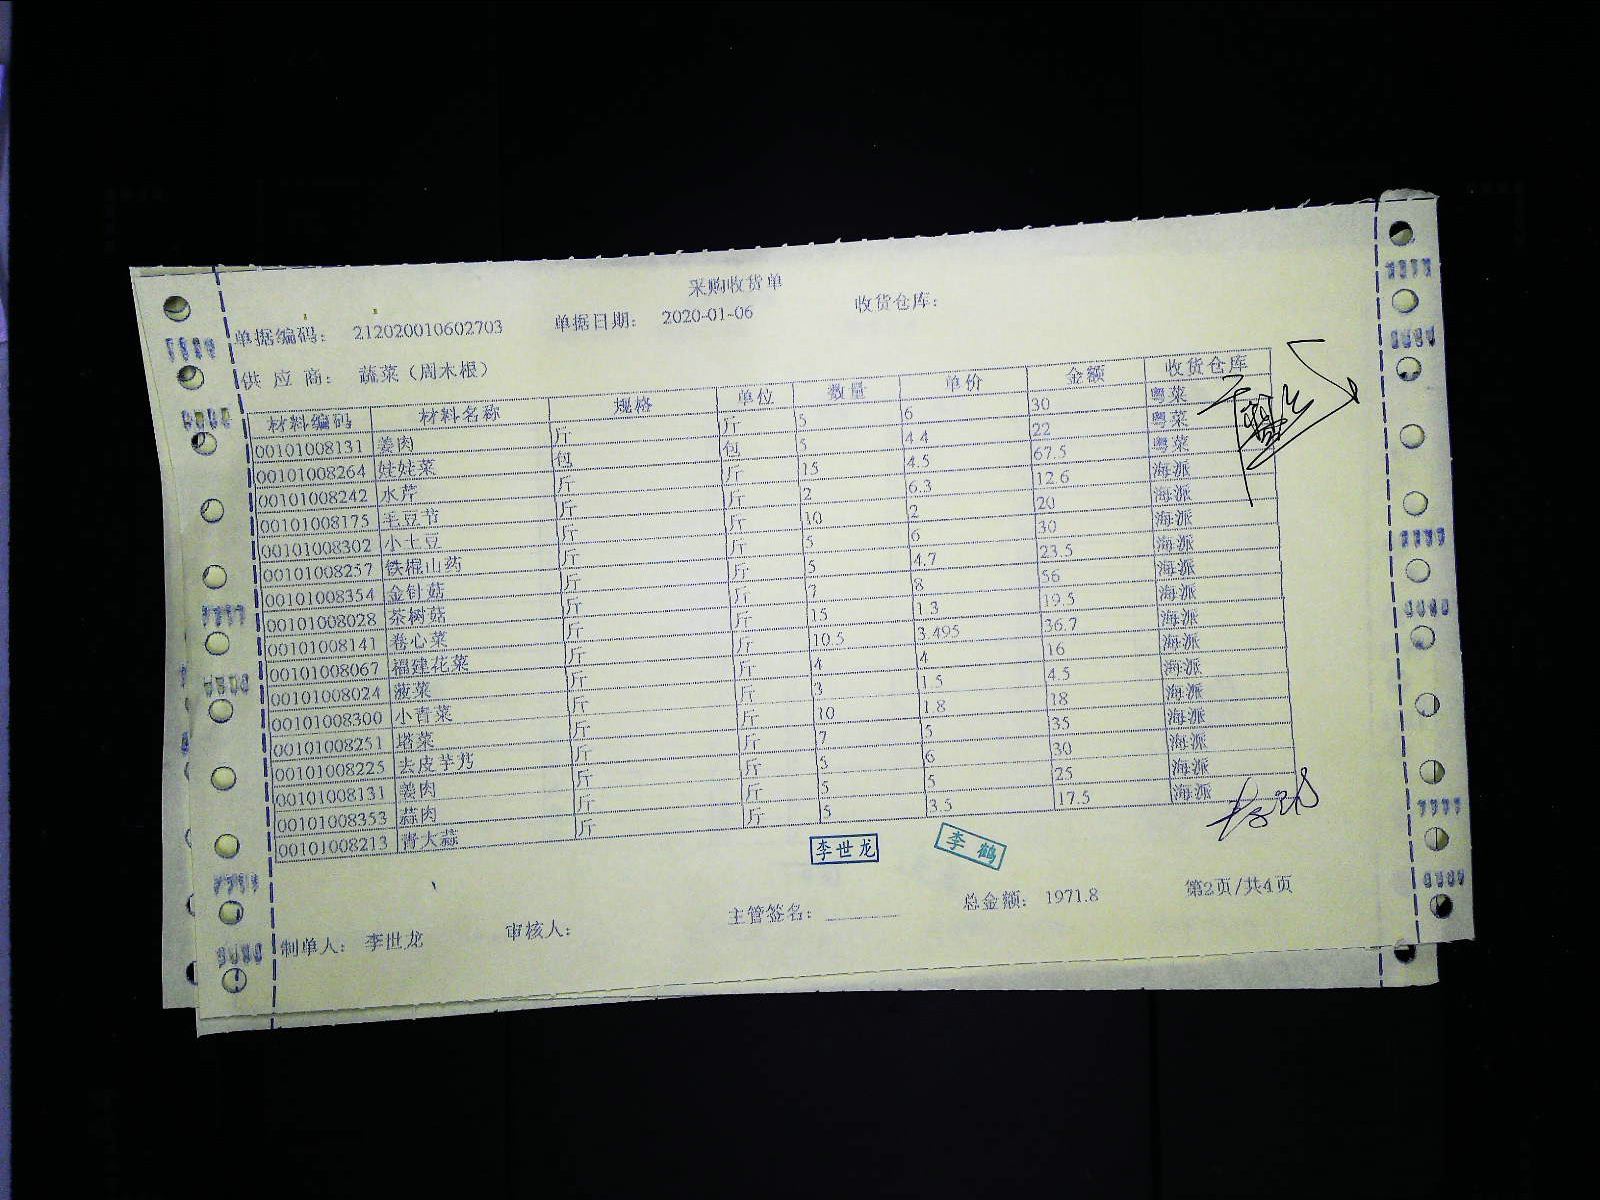 采购收货单
单据编码： 212020010602703 单据日期： 2020-01-06 收货仓库：
供 应 商： 蔬菜（周木根）
材料编码 材料名称 规格 单位 数量 单价 金额 收货仓库
00101008131 姜肉 斤 斤 5 6 30 粤菜
00101008264 娃娃菜 包 包 5 4.4 22 粤菜
00101008242 水芹 斤 斤 15 4.5 67.5 粤菜
00101008175 毛豆节 斤 斤 2 6.3 12.6 海派
00101008302 小土豆 斤 斤 10 2 20 海派
00101008257 铁棍山药 斤 斤 5 6 30 海派
00101008354 金针菇 斤 斤 5 4.7 23.5 海派
00101008028 茶树菇 斤 斤 7 8 56 海派
00101008141 卷心菜 斤 斤 15 1.3 19.5 海派
00101008067 福建花菜 斤 斤 10.5 3.495 36.7 海派
00101008024 菠菜 斤 斤 4 4 16 海派
00101008300 小青菜 斤 斤 3 1.5 4.5 海派
00101008251 塔菜 斤 斤 10 1.8 18 海派
00101008225 去皮芋艿 斤 斤 7 5 35 海派
00101008131 姜肉 斤 斤 5 6 30 海派
00101008353 蒜肉 斤 斤 5 5 25 海派
00101008213 青大蒜 斤 斤 5 3.5 17.5 海派
李世龙 李鹤
制单人： 李世龙 审核人： 主管签名： 总金额： 1971.8 第2页/共4页